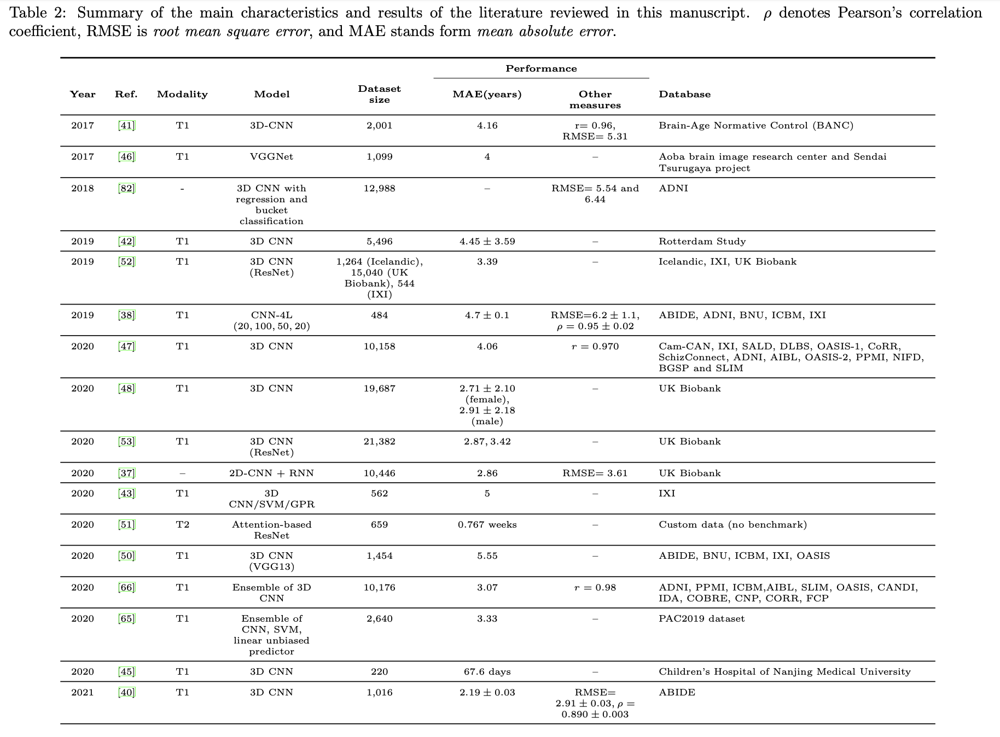 Table 2: Summary of the main characteristics and results of the literature reviewed in this manuscript. ρ denotes Pearson's correlation
coefficient, RMSE is root mean square error, and MAE stands form mean absolute error.
Performance
Year Ref. Modality Model Dataset size MAE(years) Other measures Database
2017 [41] T1 3D-CNN 2,001 4.16 r= 0.96, RMSE= 5.31 Brain-Age Normative Control (BANC)
2017 [46] T1 VGGNet 1,099 4 – Aoba brain image research center and Sendai Tsurugaya project
2018 [82] - 3D CNN with regression and bucket classification 12,988 – RMSE= 5.54 and 6.44 ADNI
2019 [42] T1 3D CNN 5,496 4.45 ± 3.59 – Rotterdam Study
2019 [52] T1 3D CNN (ResNet) 1,264 (Icelandic), 15,040 (UK Biobank), 544 (IXI) 3.39 – Icelandic, IXI, UK Biobank
2019 [38] T1 CNN-4L (20, 100, 50, 20) 484 4.7 ± 0.1 RMSE=6.2 ± 1.1, ρ = 0.95 ± 0.02 ABIDE, ADNI, BNU, ICBM, IXI
2020 [47] T1 3D CNN 10,158 4.06 r = 0.970 Cam-CAN, IXI, SALD, DLBS, OASIS-1, CoRR, SchizConnect, ADNI, AIBL, OASIS-2, PPMI, NIFD, BGSP and SLIM
2020 [48] T1 3D CNN 19,687 2.71 ± 2.10 (female), 2.91 ± 2.18 (male) – UK Biobank
2020 [53] T1 3D CNN (ResNet) 21,382 2.87, 3.42 – UK Biobank
2020 [37] – 2D-CNN + RNN 10,446 2.86 RMSE= 3.61 UK Biobank
2020 [43] T1 3D CNN/SVM/GPR 562 5 – IXI
2020 [51] T2 Attention-based ResNet 659 0.767 weeks – Custom data (no benchmark)
2020 [50] T1 3D CNN (VGG13) 1,454 5.55 – ABIDE, BNU, ICBM, IXI, OASIS
2020 [66] T1 Ensemble of 3D CNN 10,176 3.07 r = 0.98 ADNI, PPMI, ICBM,AIBL, SLIM, OASIS, CANDI, IDA, COBRE, CNP, CORR, FCP
2020 [65] T1 Ensemble of CNN, SVM, linear unbiased predictor 2,640 3.33 – PAC2019 dataset
2020 [45] T1 3D CNN 220 67.6 days – Children's Hospital of Nanjing Medical University
2021 [40] T1 3D CNN 1,016 2.19 ± 0.03 RMSE= 2.91 ± 0.03, ρ = 0.890 ± 0.003 ABIDE